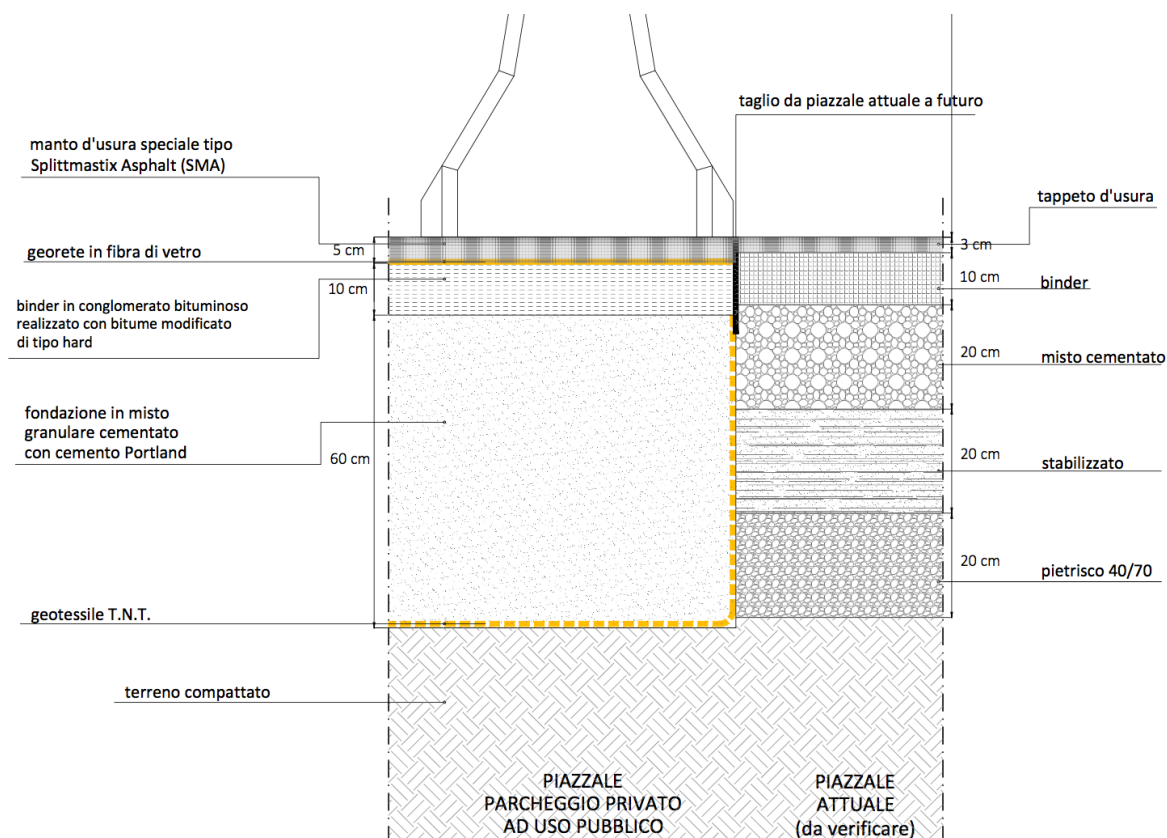 taglio da piazzale attuale a futuro
manto d'usura speciale tipo
Splittmastix Asphalt (SMA)
tappeto d'usura
georete in fibra di vetro
5 cm
3 cm
10 cm
10 cm
binder
binder in conglomerato bituminoso
realizzato con bitume modificato
di tipo hard
20 cm
misto cementato
fondazione in misto
granulare cementato
con cemento Portland
60 cm
20 cm
stabilizzato
20 cm
pietrisco 40/70
geotessile T.N.T.
terreno compattato
PIAZZALE
PARCHEGGIO PRIVATO
AD USO PUBBLICO
PIAZZALE
ATTUALE
(da verificare)